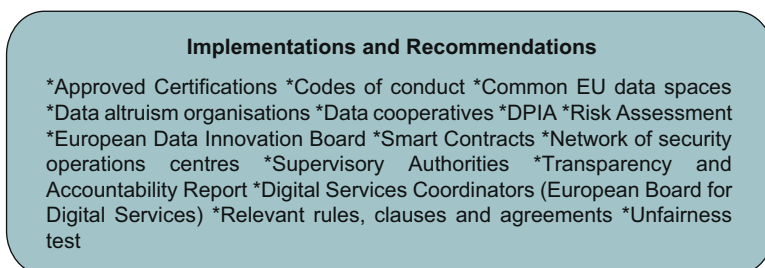 Implementations and Recommendations
*Approved Certifications *Codes of conduct *Common EU data spaces
*Data altruism organisations *Data cooperatives *DPIA *Risk Assessment
*European Data Innovation Board *Smart Contracts *Network of security
operations centres *Supervisory Authorities *Transparency and
Accountability Report *Digital Services Coordinators (European Board for
Digital Services) *Relevant rules, clauses and agreements *Unfairness
test